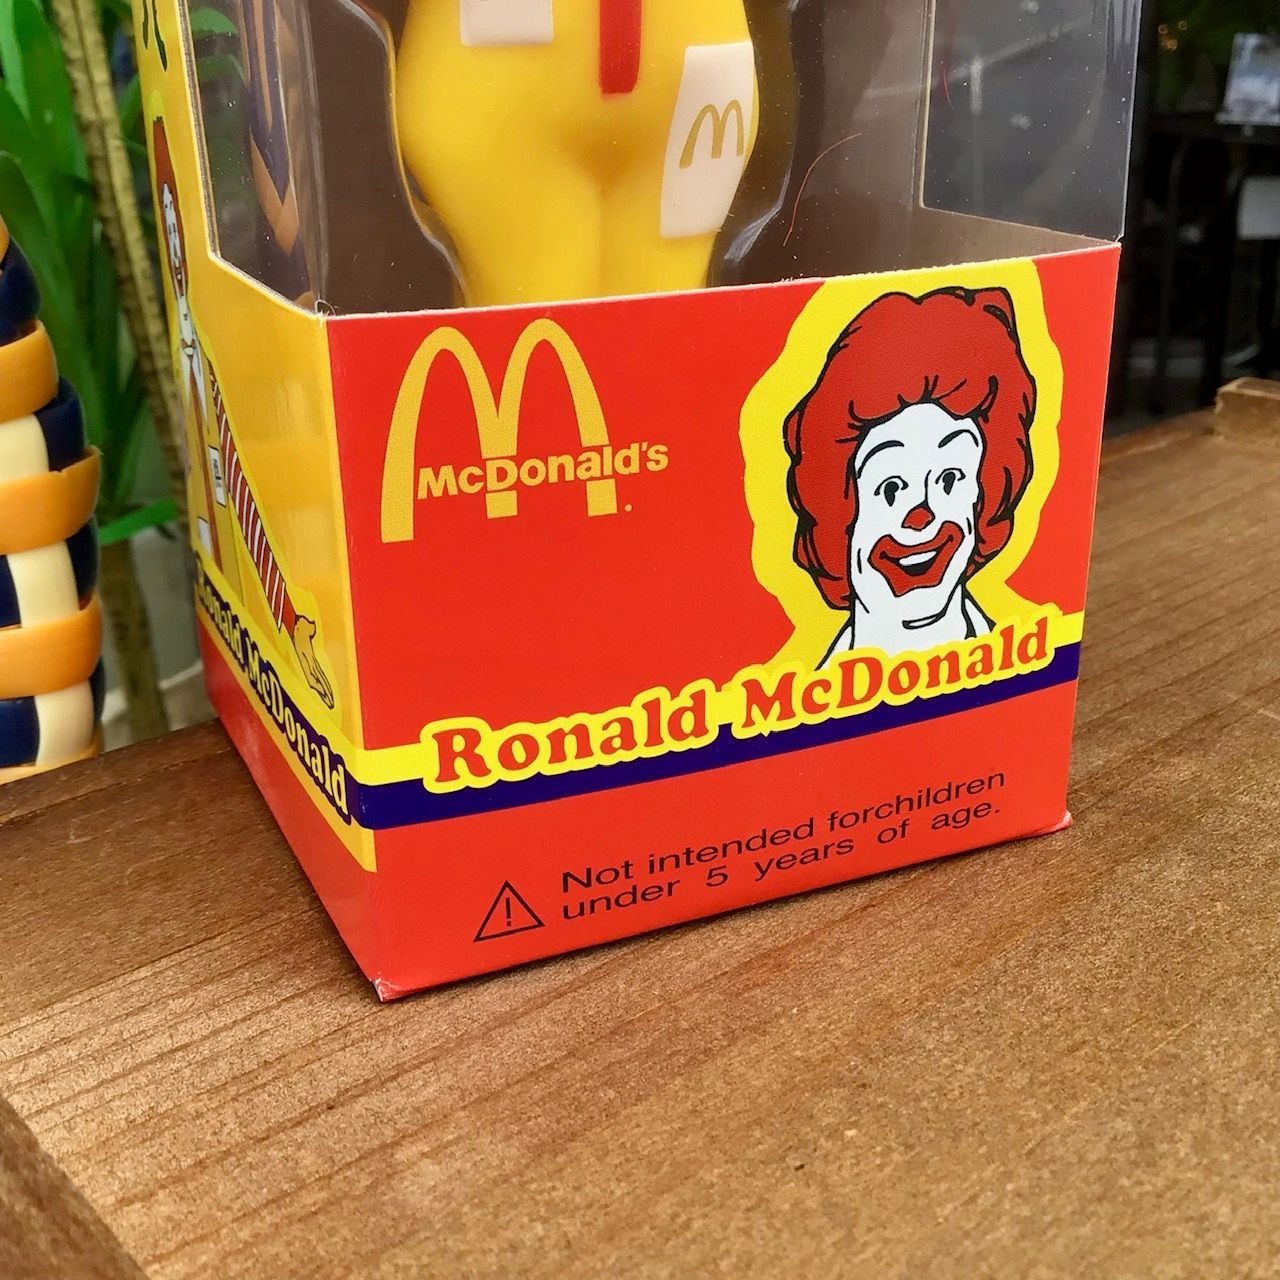 McDonald's
Ronald McDonald
Ronald McDonald
Not intended forchildren
under 5 years of age.